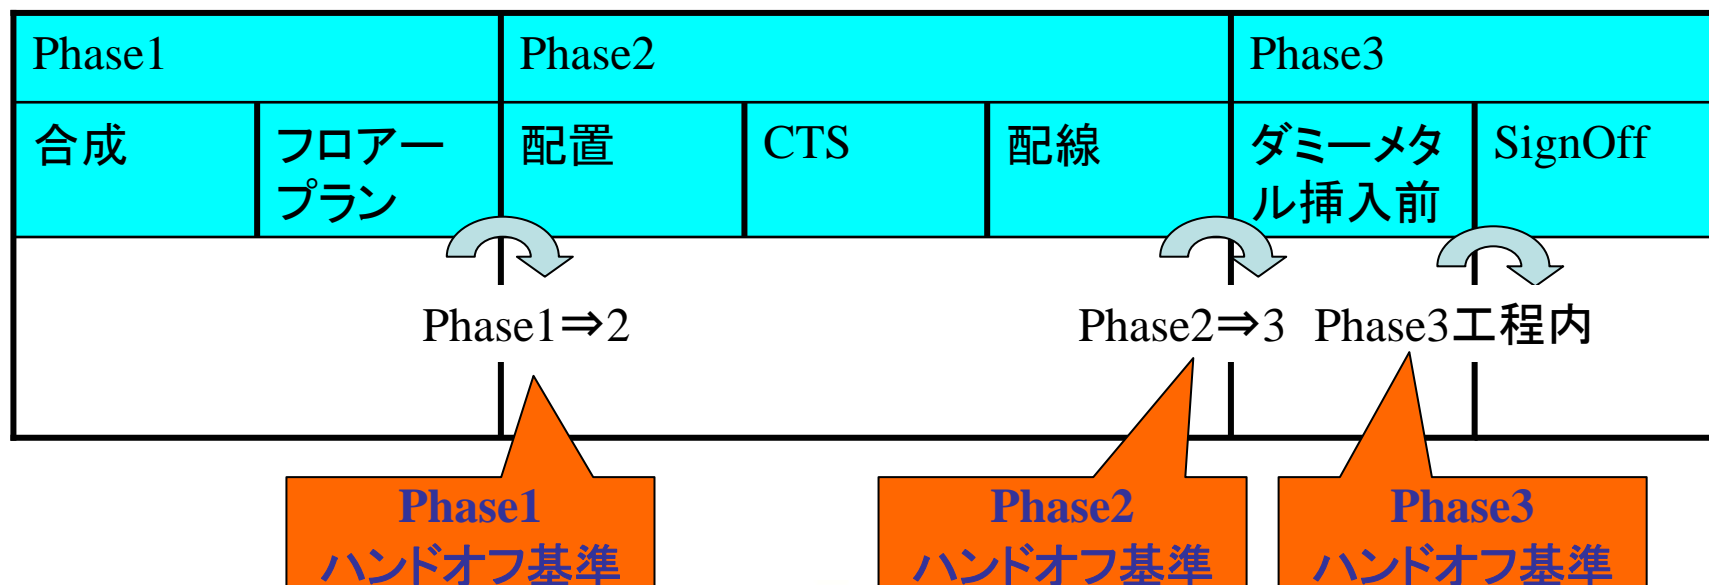 Phase1
Phase2
Phase3
合成
フロアー
プラン
配置
CTS
配線
ダミーメタ
ル挿入前
SignOff
Phase1⇒2
Phase2⇒3
Phase3工程内
Phase1
ハンドオフ基準
Phase2
ハンドオフ基準
Phase3
ハンドオフ基準